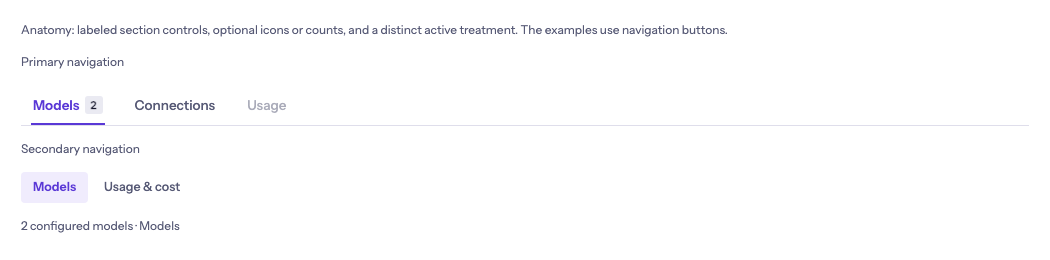 Anatomy: labeled section controls, optional icons or counts, and a distinct active treatment. The examples use navigation buttons.
Primary navigation
Models 2 Connections Usage
Secondary navigation
Models Usage & cost
2 configured models · Models